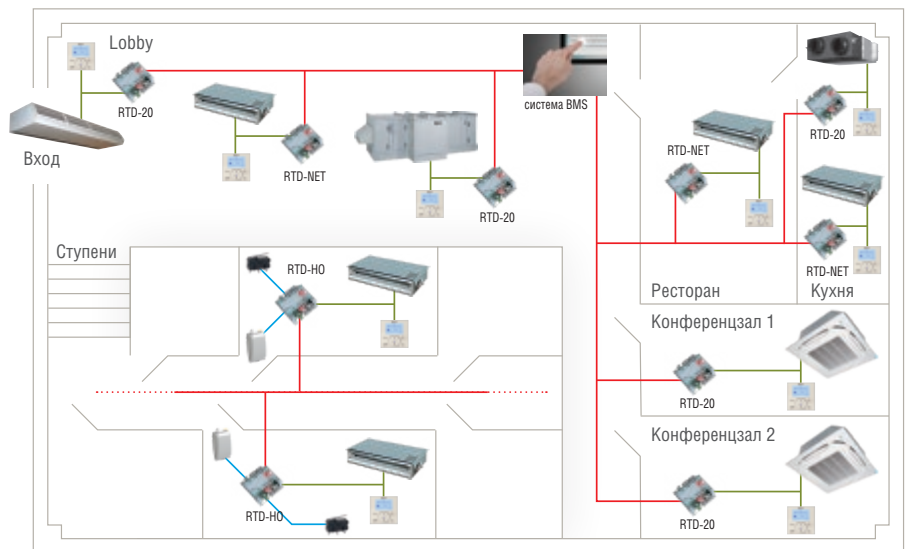 Lobby
RTD-20
Вход
RTD-NET
RTD-20
система BMS
RTD-NET
RTD-20
RTD-NET
Ресторан
Кухня
Ступени
RTD-HO
Конференцзал 1
RTD-20
Конференцзал 2
RTD-20
RTD-HO